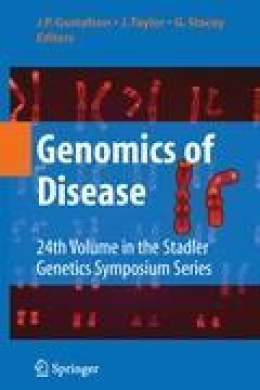 J.P. Gustafson • J. Taylor • G. Stacey
Editors
Genomics of
Disease
24th Volume in the Stadler
Genetics Symposium Series
Springer